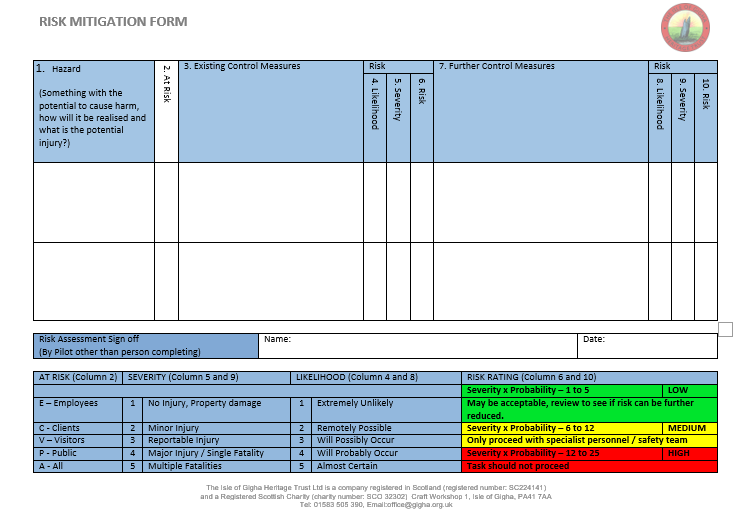 RISK MITIGATION FORM
1. Hazard
(Something with the
potential to cause harm,
how will it be realised and
what is the potential
injury?)
2. At Risk
3. Existing Control Measures
Risk
4. Likelihood
5. Severity
6. Risk
7. Further Control Measures
Risk
8. Likelihood
9. Severity
10. Risk
Risk Assessment Sign off
(By Pilot other than person completing)
Name:
Date:
AT RISK (Column 2) SEVERITY (Column 5 and 9) LIKELIHOOD (Column 4 and 8) RISK RATING (Column 6 and 10)
Severity x Probability – 1 to 5 LOW
E – Employees 1 No Injury, Property damage 1 Extremely Unlikely May be acceptable, review to see if risk can be further
reduced.
C - Clients 2 Minor Injury 2 Remotely Possible Severity x Probability – 6 to 12 MEDIUM
V – Visitors 3 Reportable Injury 3 Will Possibly Occur Only proceed with specialist personnel / safety team
P - Public 4 Major Injury / Single Fatality 4 Will Probably Occur Severity x Probability – 12 to 25 HIGH
A - All 5 Multiple Fatalities 5 Almost Certain Task should not proceed
The Isle of Gigha Heritage Trust Ltd is a company registered in Scotland (registered number: SC224141)
and a Registered Scottish Charity (charity number: SCO 32302) Craft Workshop 1, Isle of Gigha, PA41 7AA
Tel: 01583 505 390, Email:office@gigha.org.uk